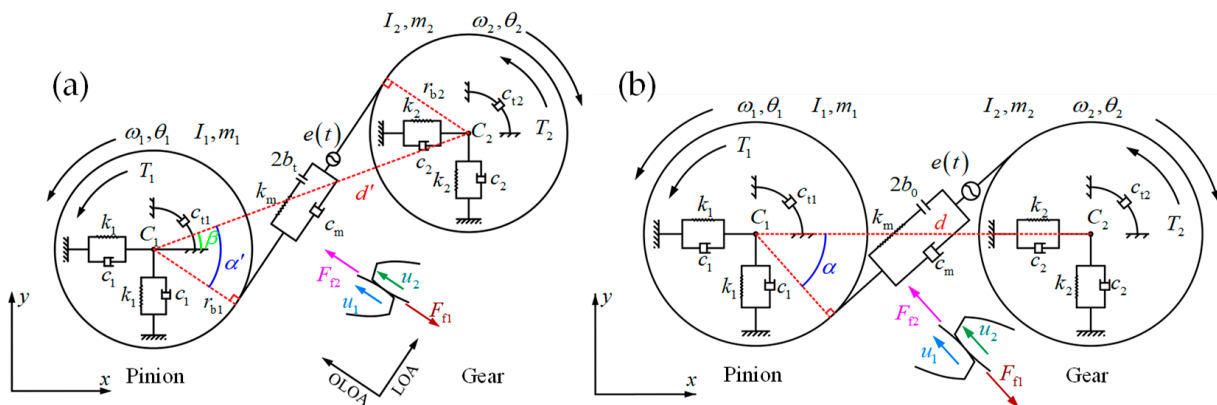 (a)
I₂, m₂
ω₂, θ₂
ω₁, θ₁
I₁, m₁
T₁
k₁
c₁
C₁
c_t1
k₁
c₁
β
α′
r_b1
2b_t
e(t)
k_m
c_m
d′
r_b2
k₂
c₂
C₂
c_t2
T₂
k₂
c₂
F_f2
u₂
u₁
F_f1
OLOA
LOA
y
x
Pinion
Gear
(b)
ω₁, θ₁
I₁, m₁
I₂, m₂
ω₂, θ₂
T₁
k₁
c₁
C₁
c_t1
k₁
c₁
α
2b₀
e(t)
k_m
c_m
d
k₂
c₂
C₂
c_t2
T₂
k₂
c₂
F_f2
u₂
u₁
F_f1
y
x
Pinion
Gear